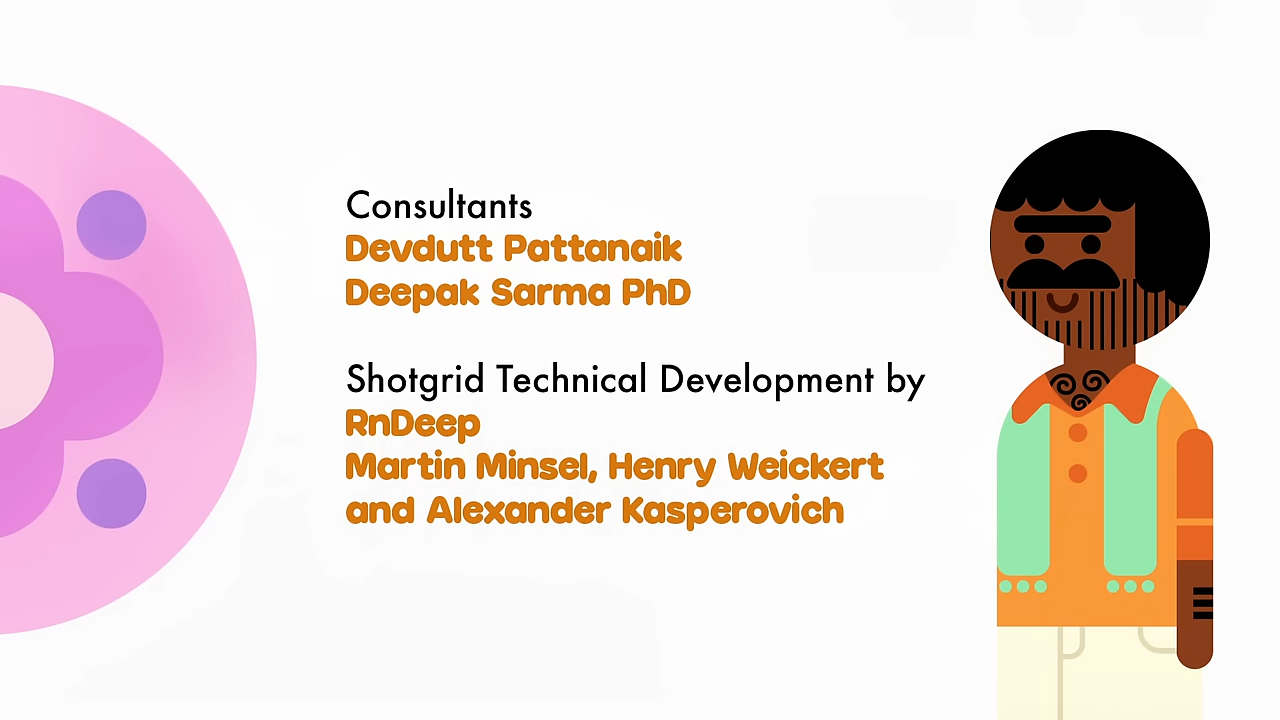 Consultants
Devdutt Pattanaik
Deepak Sarma PhD
Shotgrid Technical Development by
RnDeep
Martin Minsel, Henry Weickert
and Alexander Kasperovich